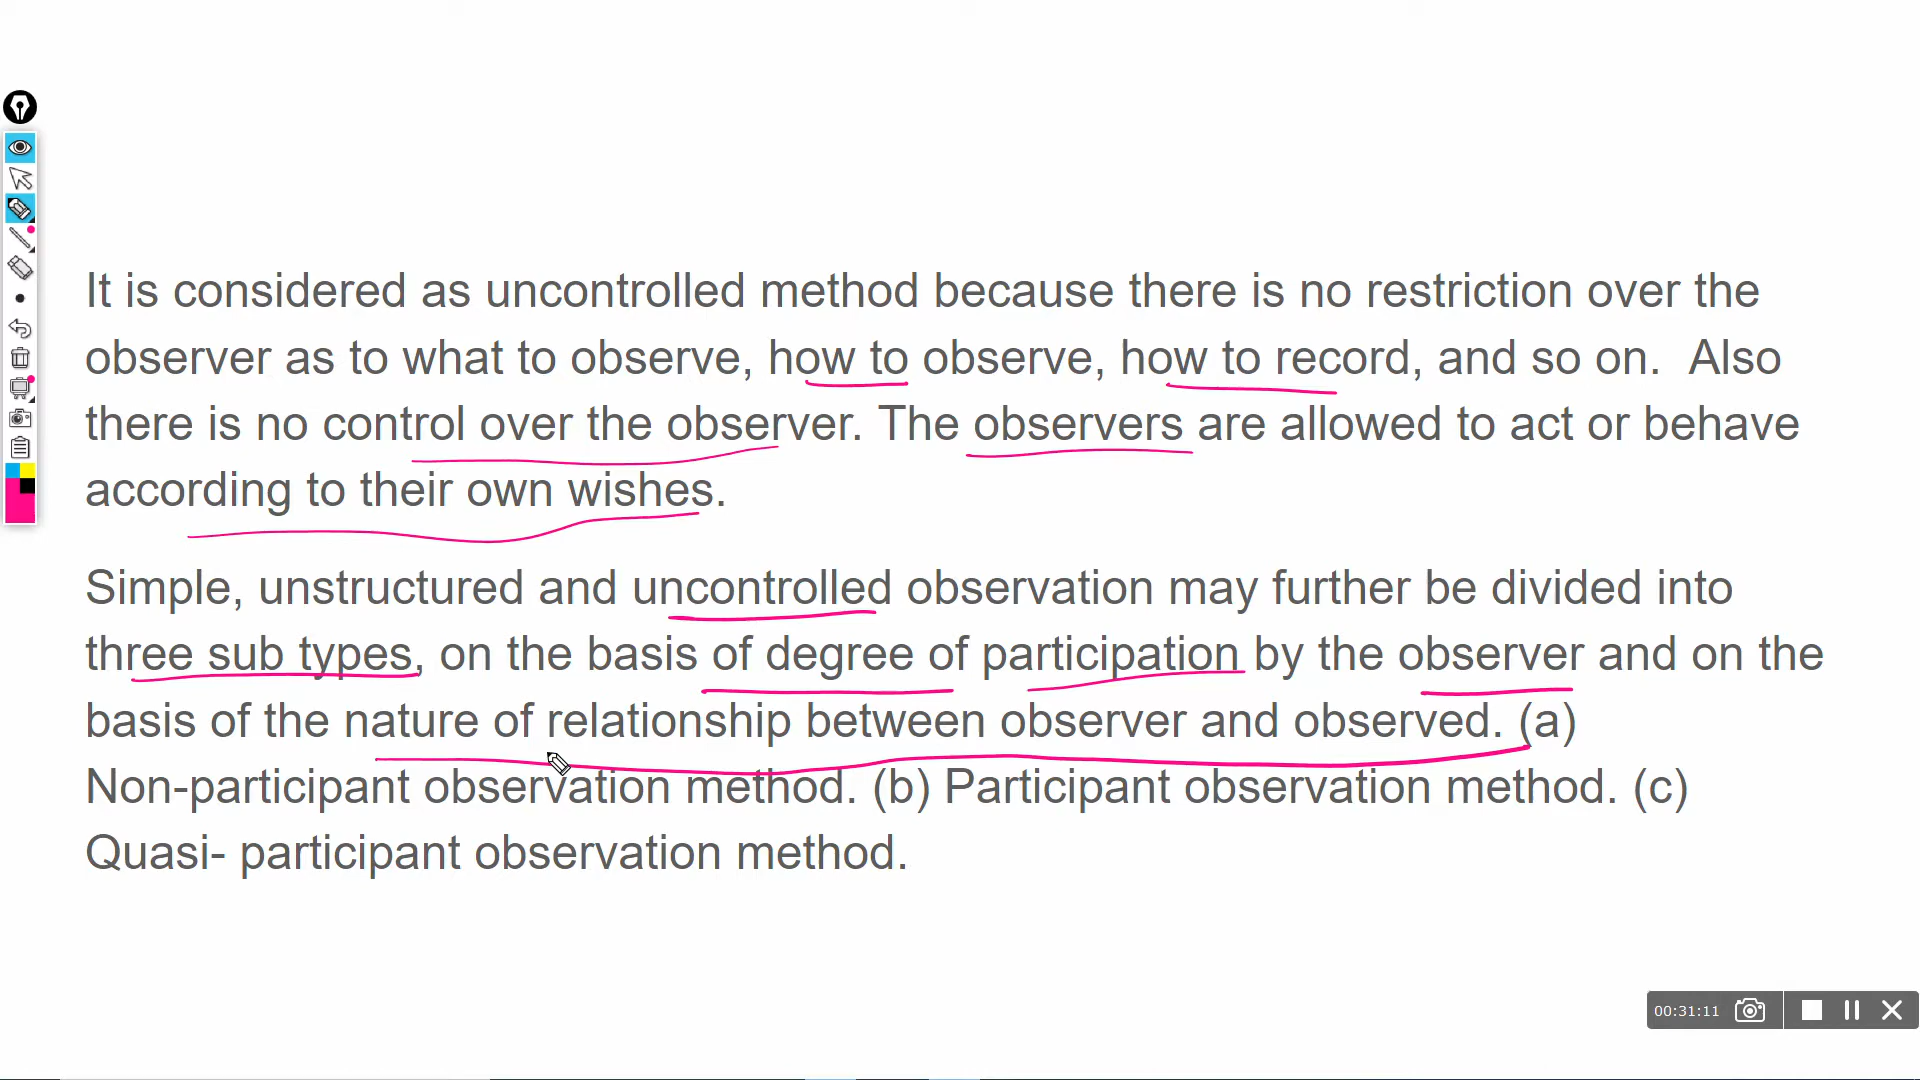 It is considered as uncontrolled method because there is no restriction over the
observer as to what to observe, how to observe, how to record, and so on.  Also
there is no control over the observer. The observers are allowed to act or behave
according to their own wishes.
Simple, unstructured and uncontrolled observation may further be divided into
three sub types, on the basis of degree of participation by the observer and on the
basis of the nature of relationship between observer and observed. (a)
Non-participant observation method. (b) Participant observation method. (c)
Quasi- participant observation method.
00:31:11